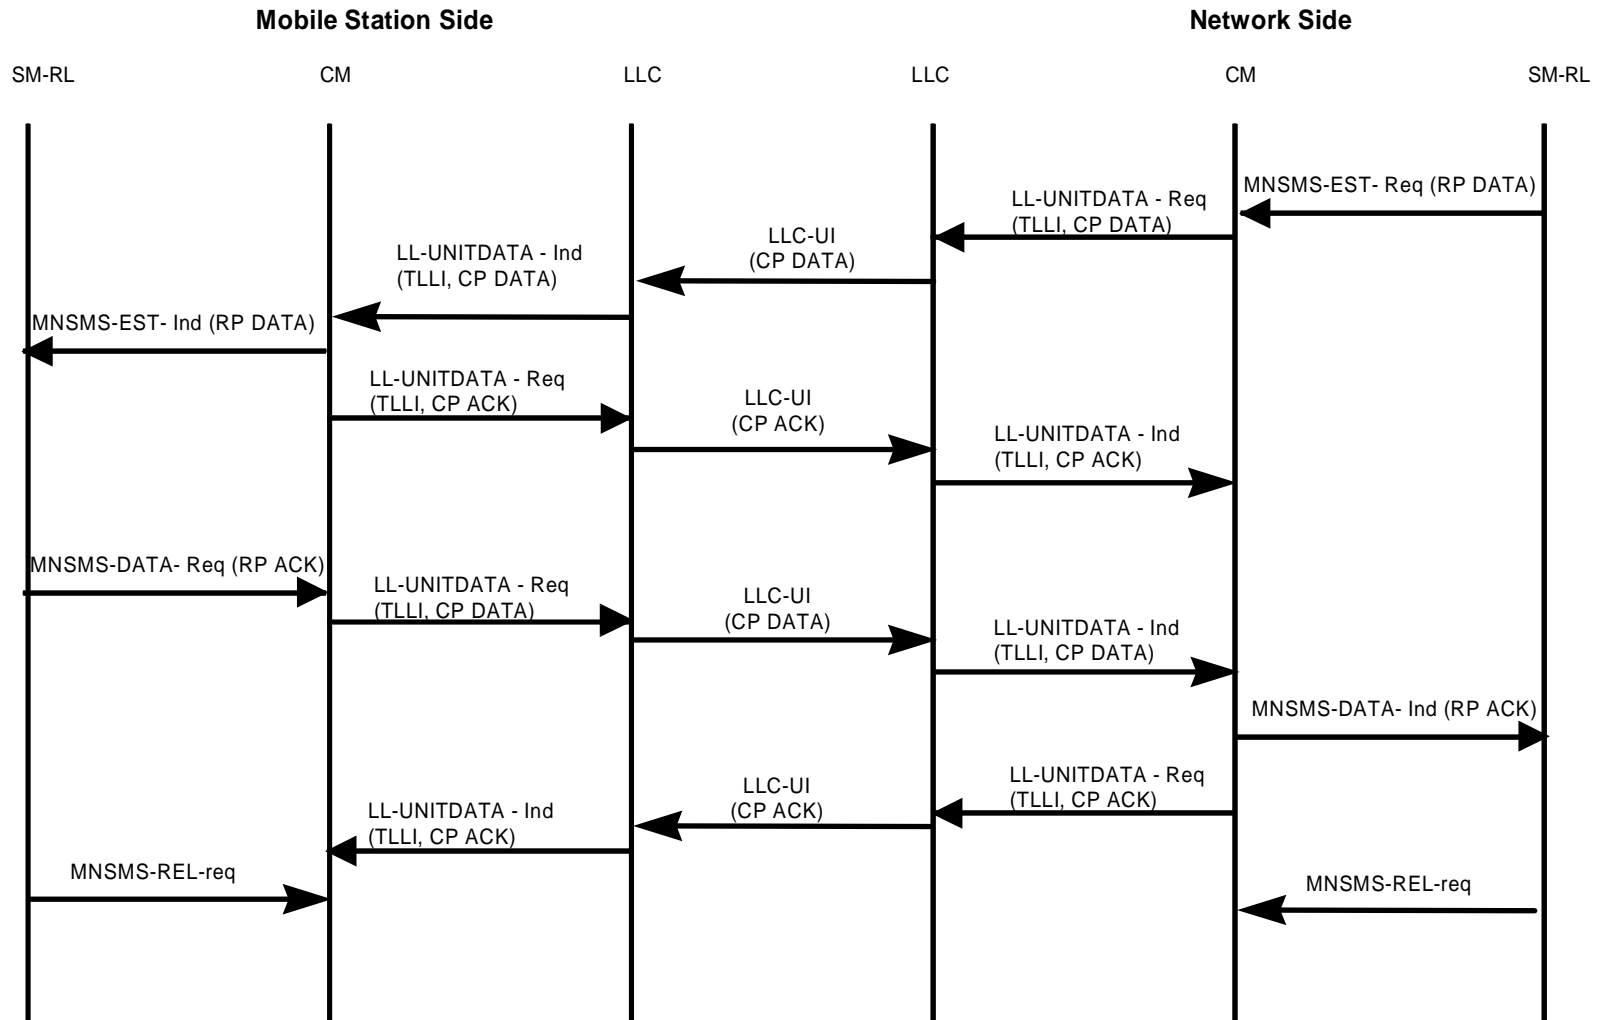 Mobile Station Side
Network Side
SM-RL
CM
LLC
LLC
CM
SM-RL
MNSMS-EST- Req (RP DATA)
LL-UNITDATA - Req
(TLLI, CP DATA)
LLC-UI
(CP DATA)
LL-UNITDATA - Ind
(TLLI, CP DATA)
MNSMS-EST- Ind (RP DATA)
LL-UNITDATA - Req
(TLLI, CP ACK)
LLC-UI
(CP ACK)
LL-UNITDATA - Ind
(TLLI, CP ACK)
MNSMS-DATA- Req (RP ACK)
LL-UNITDATA - Req
(TLLI, CP DATA)
LLC-UI
(CP DATA)
LL-UNITDATA - Ind
(TLLI, CP DATA)
MNSMS-DATA- Ind (RP ACK)
LL-UNITDATA - Req
(TLLI, CP ACK)
LLC-UI
(CP ACK)
LL-UNITDATA - Ind
(TLLI, CP ACK)
MNSMS-REL-req
MNSMS-REL-req